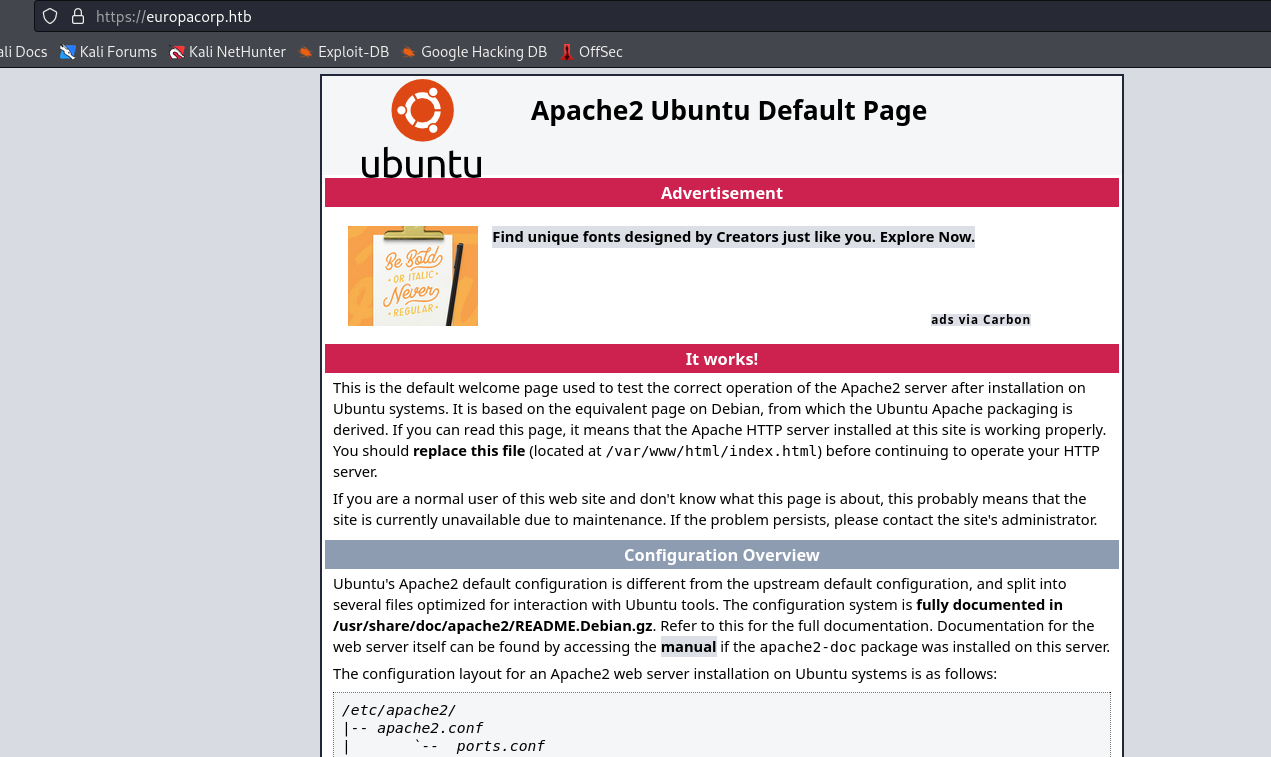 https://europacorp.htb
ali Docs Kali Forums Kali NetHunter Exploit-DB Google Hacking DB OffSec
Apache2 Ubuntu Default Page
ubuntu
Advertisement
Find unique fonts designed by Creators just like you. Explore Now.
Be Bold
OR ITALIC
Never
REGULAR
ads via Carbon
It works!
This is the default welcome page used to test the correct operation of the Apache2 server after installation on
Ubuntu systems. It is based on the equivalent page on Debian, from which the Ubuntu Apache packaging is
derived. If you can read this page, it means that the Apache HTTP server installed at this site is working properly.
You should replace this file (located at /var/www/html/index.html) before continuing to operate your HTTP
server.
If you are a normal user of this web site and don't know what this page is about, this probably means that the
site is currently unavailable due to maintenance. If the problem persists, please contact the site's administrator.
Configuration Overview
Ubuntu's Apache2 default configuration is different from the upstream default configuration, and split into
several files optimized for interaction with Ubuntu tools. The configuration system is fully documented in
/usr/share/doc/apache2/README.Debian.gz. Refer to this for the full documentation. Documentation for the
web server itself can be found by accessing the manual if the apache2-doc package was installed on this server.
The configuration layout for an Apache2 web server installation on Ubuntu systems is as follows:
/etc/apache2/
|-- apache2.conf
|       `--  ports.conf